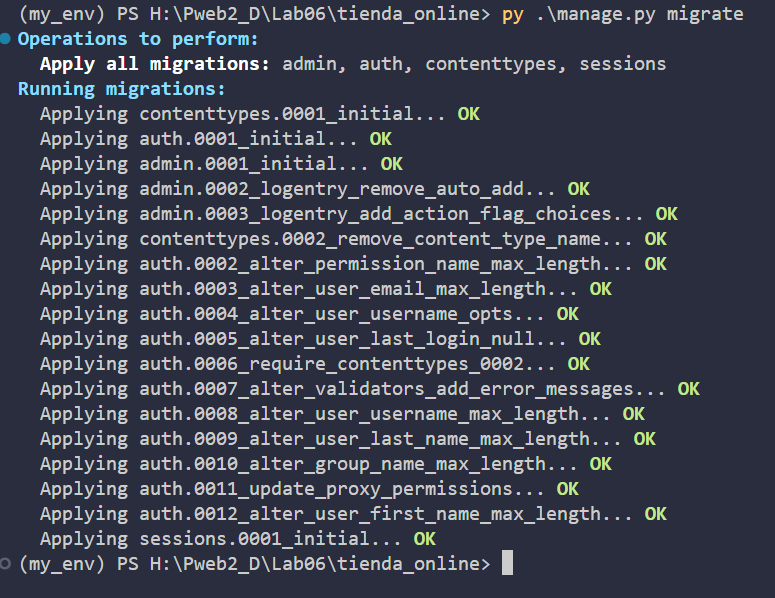 (my_env) PS H:\Pweb2_D\Lab06\tienda_online> py .\manage.py migrate
Operations to perform:
  Apply all migrations: admin, auth, contenttypes, sessions
Running migrations:
  Applying contenttypes.0001_initial... OK
  Applying auth.0001_initial... OK
  Applying admin.0001_initial... OK
  Applying admin.0002_logentry_remove_auto_add... OK
  Applying admin.0003_logentry_add_action_flag_choices... OK
  Applying contenttypes.0002_remove_content_type_name... OK
  Applying auth.0002_alter_permission_name_max_length... OK
  Applying auth.0003_alter_user_email_max_length... OK
  Applying auth.0004_alter_user_username_opts... OK
  Applying auth.0005_alter_user_last_login_null... OK
  Applying auth.0006_require_contenttypes_0002... OK
  Applying auth.0007_alter_validators_add_error_messages... OK
  Applying auth.0008_alter_user_username_max_length... OK
  Applying auth.0009_alter_user_last_name_max_length... OK
  Applying auth.0010_alter_group_name_max_length... OK
  Applying auth.0011_update_proxy_permissions... OK
  Applying auth.0012_alter_user_first_name_max_length... OK
  Applying sessions.0001_initial... OK
(my_env) PS H:\Pweb2_D\Lab06\tienda_online>